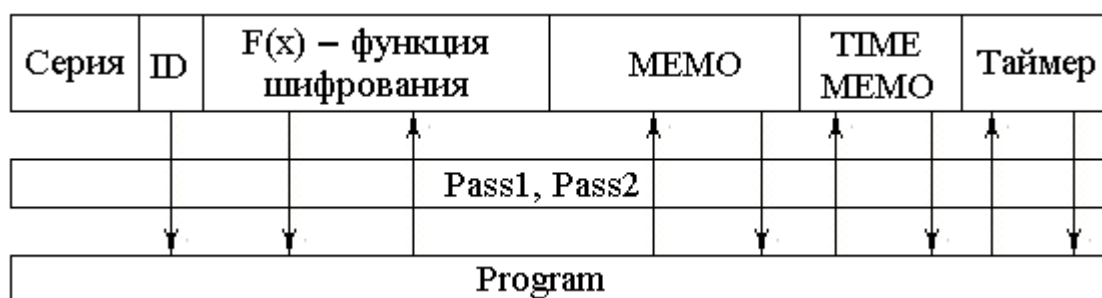 Серия
ID
F(x) – функция
шифрования
MEMO
TIME
MEMO
Таймер
Pass1, Pass2
Program